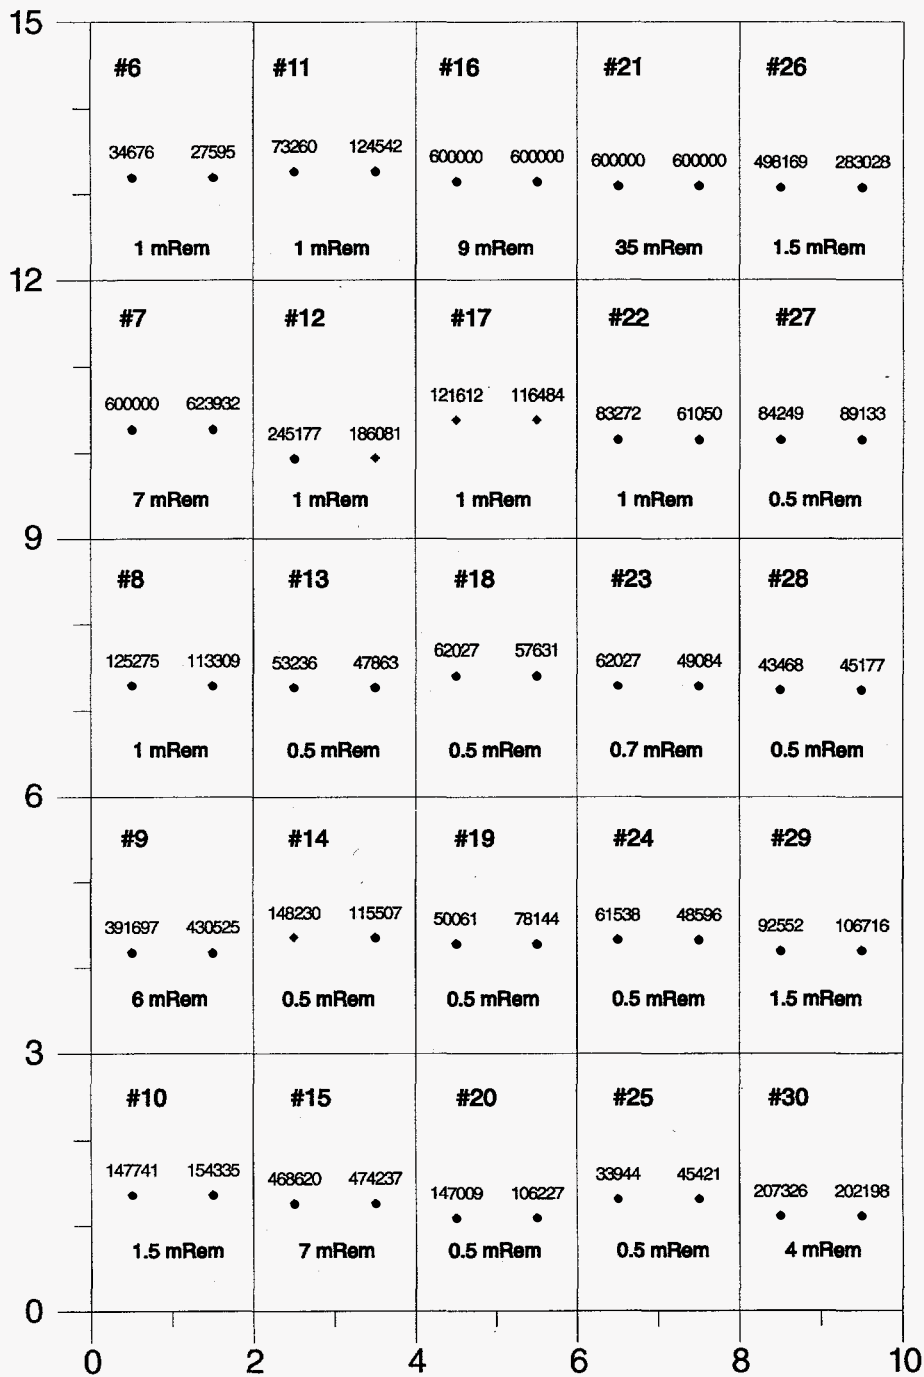 15
#6 #11 #16 #21 #26
34676 27595 73260 124542 600000 600000 600000 600000 498169 283028
1 mRem 1 mRem 9 mRem 35 mRem 1.5 mRem
12
#7 #12 #17 #22 #27
600000 623932 245177 186081 121612 116484 83272 61050 84249 89133
7 mRem 1 mRem 1 mRem 1 mRem 0.5 mRem
9
#8 #13 #18 #23 #28
125275 113309 53236 47863 62027 57631 62027 49084 43468 45177
1 mRem 0.5 mRem 0.5 mRem 0.7 mRem 0.5 mRem
6
#9 #14 #19 #24 #29
391697 430525 148230 115507 50061 78144 61538 48596 92552 106716
6 mRem 0.5 mRem 0.5 mRem 0.5 mRem 1.5 mRem
3
#10 #15 #20 #25 #30
147741 154335 468620 474237 147009 106227 33944 45421 207326 202198
1.5 mRem 7 mRem 0.5 mRem 0.5 mRem 4 mRem
0
0 2 4 6 8 10